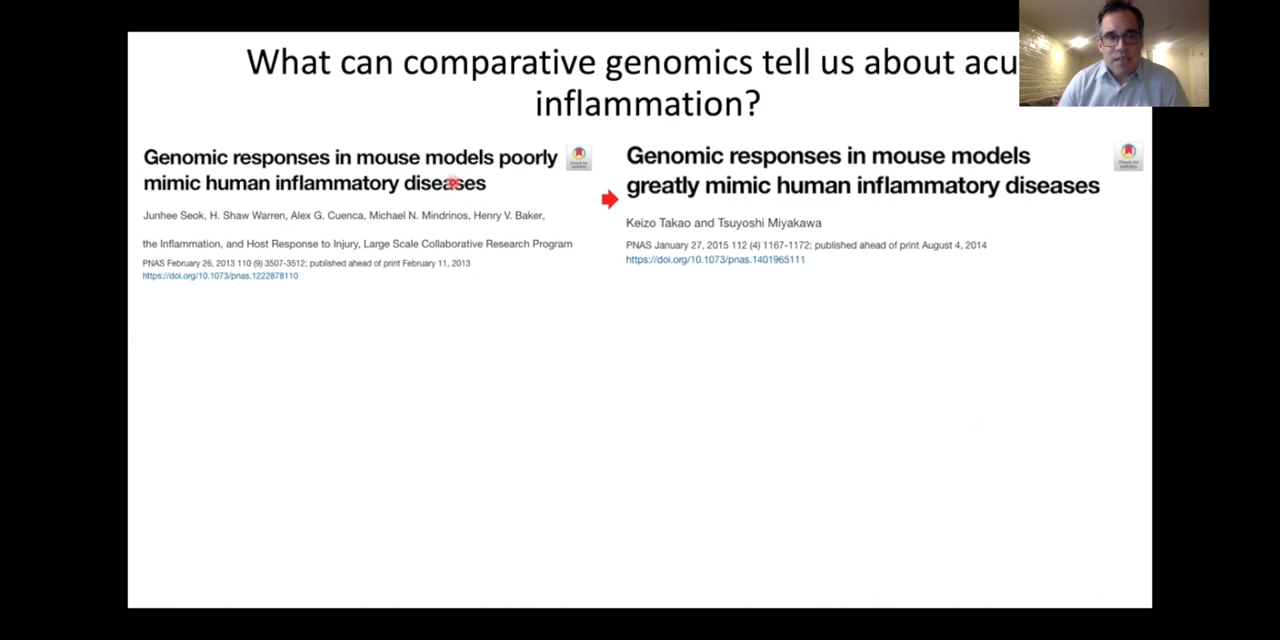 What can comparative genomics tell us about acu
inflammation?
Genomic responses in mouse models poorly
mimic human inflammatory diseases
Junhee Seok, H. Shaw Warren, Alex G. Cuenca, Michael N. Mindrinos, Henry V. Baker,
the Inflammation, and Host Response to Injury, Large Scale Collaborative Research Program
PNAS February 26, 2013 110 (9) 3507-3512; published ahead of print February 11, 2013
https://doi.org/10.1073/pnas.1222878110
Genomic responses in mouse models
greatly mimic human inflammatory diseases
Keizo Takao and Tsuyoshi Miyakawa
PNAS January 27, 2015 112 (4) 1167-1172; published ahead of print August 4, 2014
https://doi.org/10.1073/pnas.1401965111